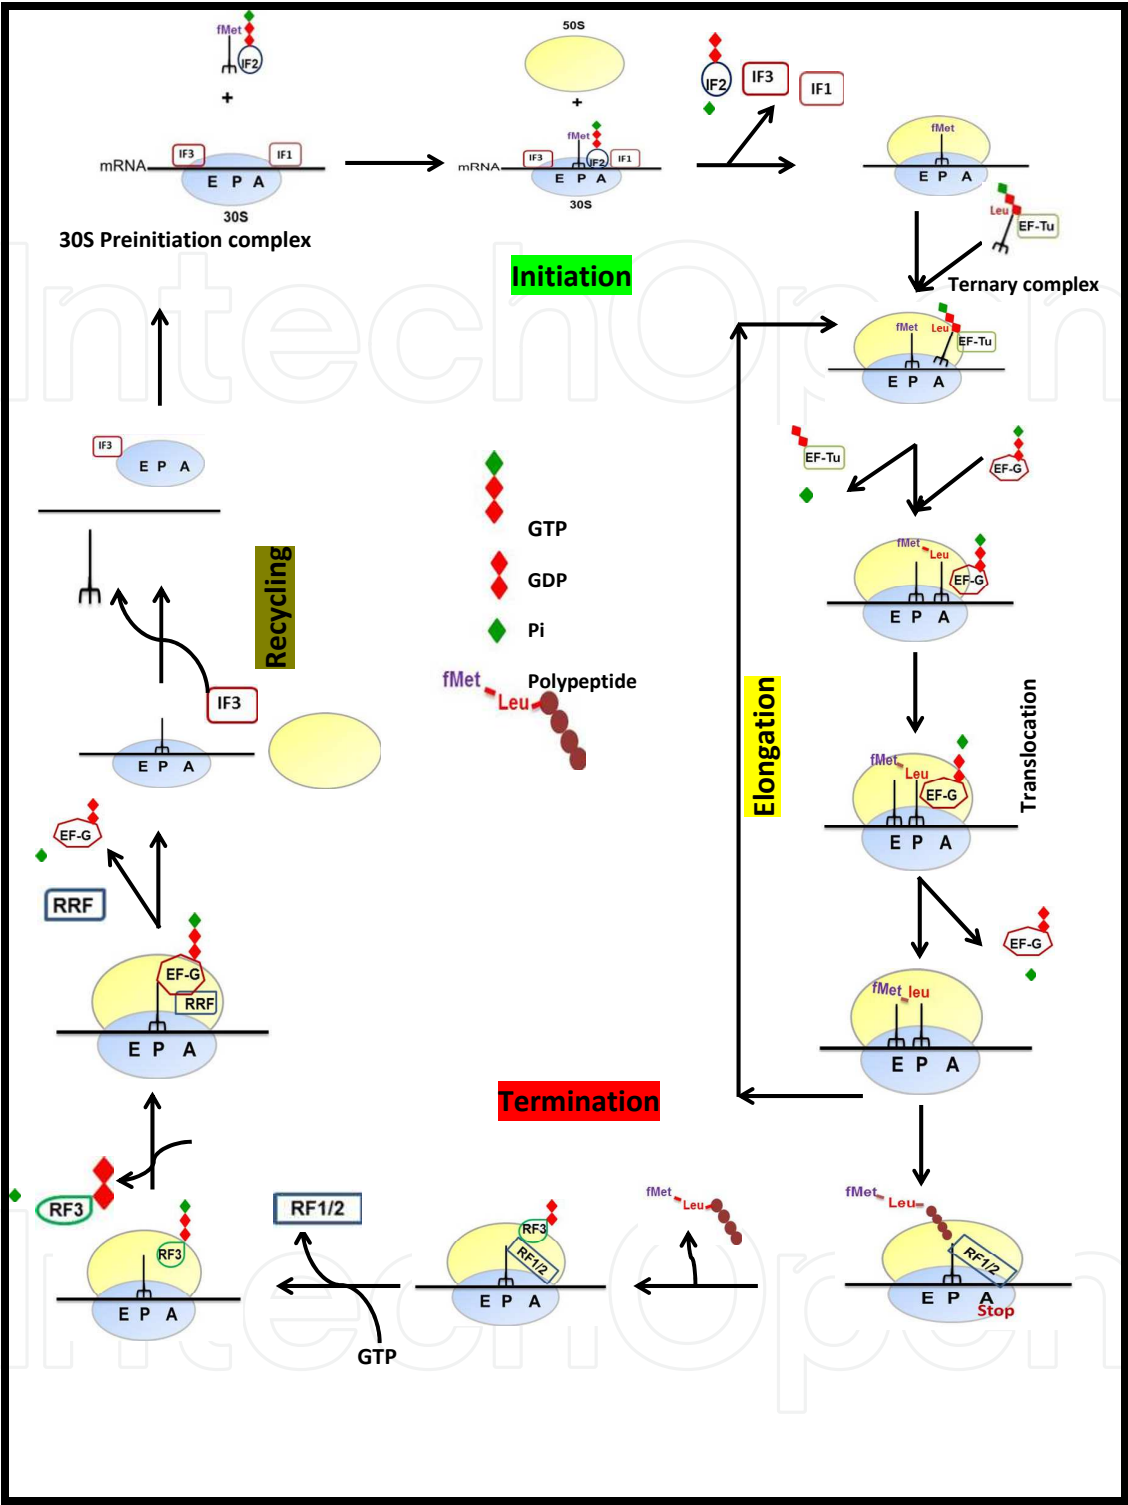 50S
fMet
IF2
+
+
IF2
IF3
IF1
fMet
IF3
IF1
mRNA
E P A
30S
30S Preinitiation complex
fMet
IF3
IF2
IF1
mRNA
E P A
30S
fMet
E P A
Leu
EF-Tu
Initiation
Ternary complex
fMet
Leu
EF-Tu
E P A
IF3
E P A
EF-Tu
EF-G
GTP
GDP
Pi
Polypeptide
fMet
Leu
fMet
Leu
EF-G
E P A
Recycling
IF3
E P A
Elongation
Translocation
fMet
Leu
EF-G
E P A
EF-G
RRF
EF-G
RRF
E P A
EF-G
fMet
leu
E P A
Termination
RF3
RF3
E P A
RF1/2
GTP
RF3
RF1/2
E P A
fMet
Leu
fMet
Leu
RF1/2
E P A
Stop
IntechOpen
IntechOpen